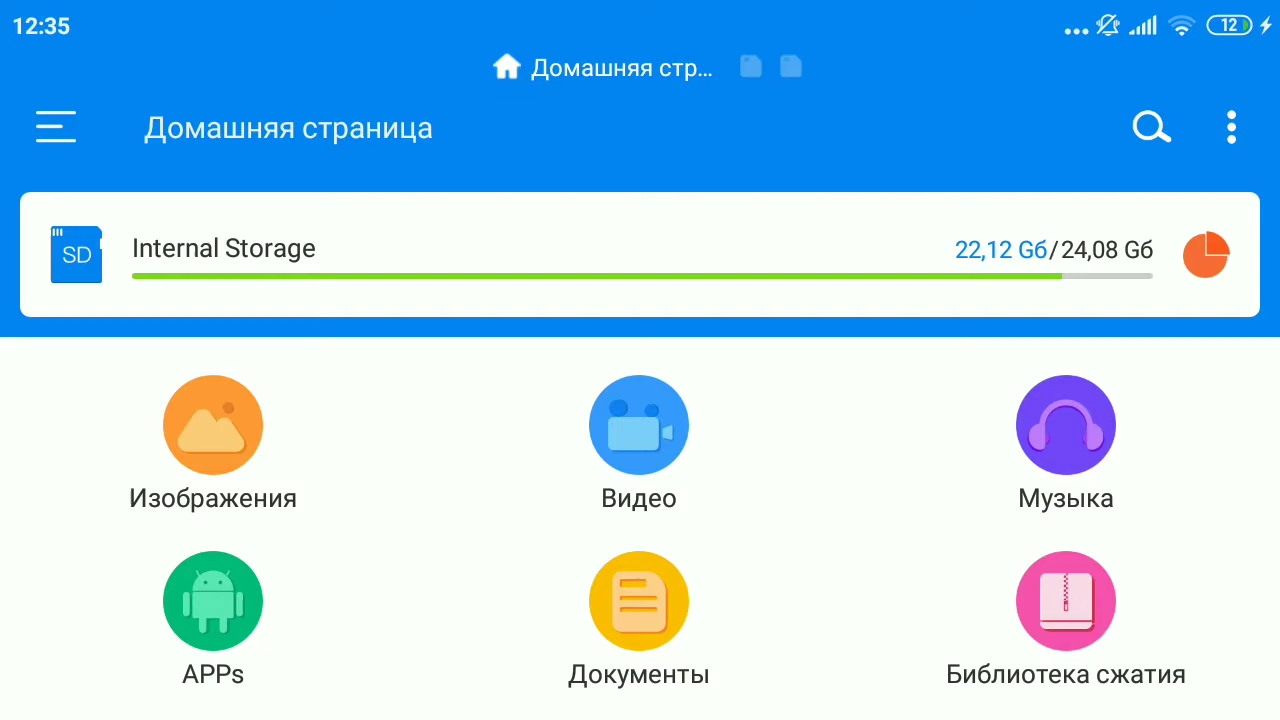 12:35
12
Домашняя стр...
Домашняя страница
SD
Internal Storage
22,12 Gб/24,08 Gб
Изображения
Видео
Музыка
APPs
Документы
Библиотека сжатия